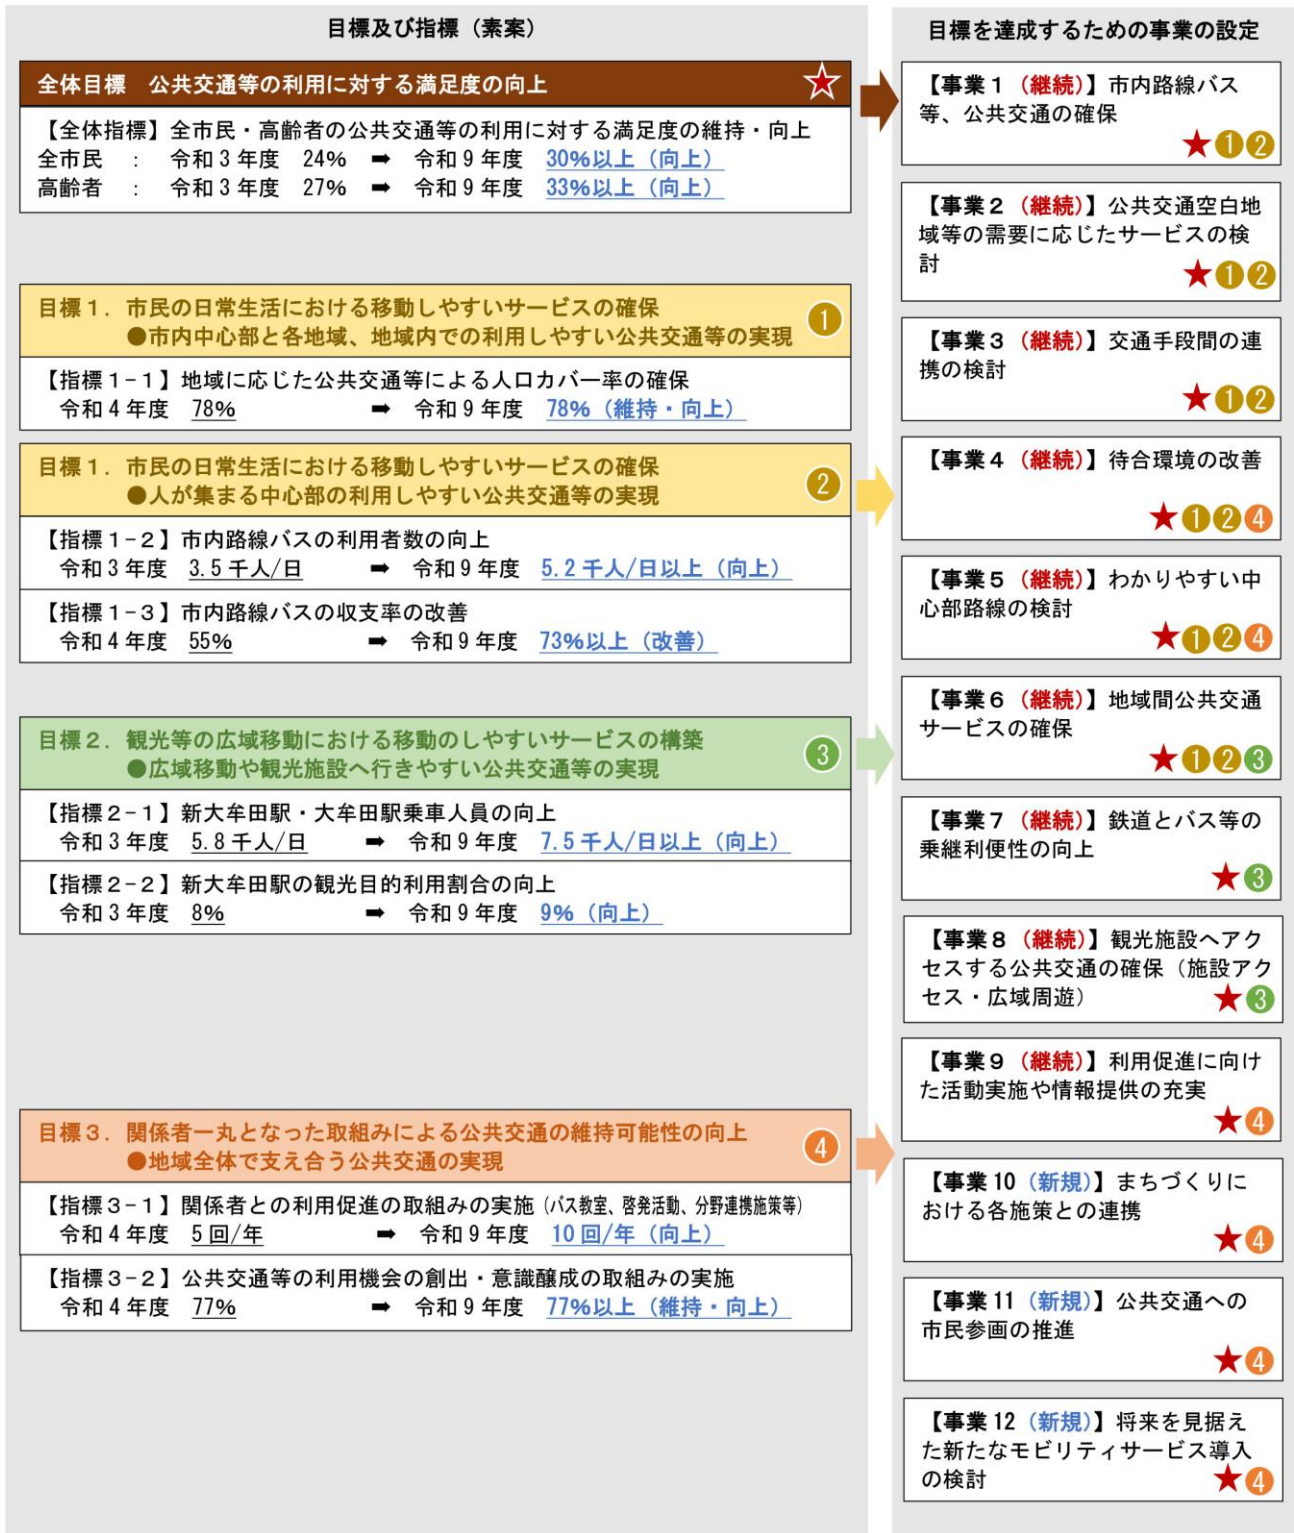 目標及び指標（素案）
全体目標　公共交通等の利用に対する満足度の向上
【全体指標】全市民・高齢者の公共交通等の利用に対する満足度の維持・向上
全市民　：　令和３年度　24%　➡　令和９年度　30%以上（向上）
高齢者　：　令和３年度　27%　➡　令和９年度　33%以上（向上）
目標１．市民の日常生活における移動しやすいサービスの確保
●市内中心部と各地域、地域内での利用しやすい公共交通等の実現
1
【指標１-１】地域に応じた公共交通等による人口カバー率の確保
令和４年度　78%　➡　令和９年度　78%（維持・向上）
目標１．市民の日常生活における移動しやすいサービスの確保
●人が集まる中心部の利用しやすい公共交通等の実現
2
【指標１-２】市内路線バスの利用者数の向上
令和３年度　3.5千人/日　➡　令和９年度　5.2千人/日以上（向上）
【指標１-３】市内路線バスの収支率の改善
令和４年度　55%　➡　令和９年度　73%以上（改善）
目標２．観光等の広域移動における移動のしやすいサービスの構築
●広域移動や観光施設へ行きやすい公共交通等の実現
3
【指標２-１】新大牟田駅・大牟田駅乗車人員の向上
令和３年度　5.8千人/日　➡　令和９年度　7.5千人/日以上（向上）
【指標２-２】新大牟田駅の観光目的利用割合の向上
令和３年度　8%　➡　令和９年度　9%（向上）
目標３．関係者一丸となった取組みによる公共交通の維持可能性の向上
●地域全体で支え合う公共交通の実現
4
【指標３-１】関係者との利用促進の取組みの実施（バス教室、啓発活動、分野連携施策等）
令和４年度　5回/年　➡　令和９年度　10回/年（向上）
【指標３-２】公共交通等の利用機会の創出・意識醸成の取組みの実施
令和４年度　77%　➡　令和９年度　77%以上（維持・向上）
目標を達成するための事業の設定
【事業１（継続）】市内路線バス
等、公共交通の確保
★12
【事業２（継続）】公共交通空白地
域等の需要に応じたサービスの検
討
★12
【事業３（継続）】交通手段間の連
携の検討
★12
【事業４（継続）】待合環境の改善
★124
【事業５（継続）】わかりやすい中
心部路線の検討
★124
【事業６（継続）】地域間公共交通
サービスの確保
★123
【事業７（継続）】鉄道とバス等の
乗継利便性の向上
★3
【事業８（継続）】観光施設へアク
セスする公共交通の確保（施設アク
セス・広域周遊）
★3
【事業９（継続）】利用促進に向け
た活動実施や情報提供の充実
★4
【事業10（新規）】まちづくりに
おける各施策との連携
★4
【事業11（新規）】公共交通への
市民参画の推進
★4
【事業12（新規）】将来を見据え
た新たなモビリティサービス導入
の検討
★4